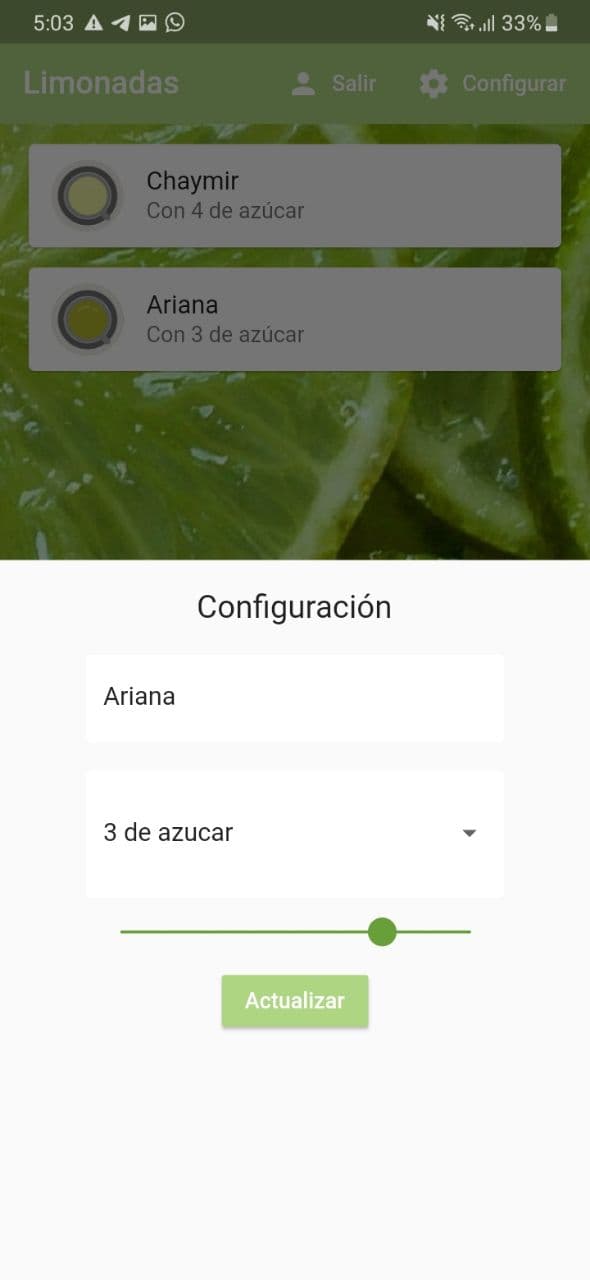 5:03 33%
Limonadas Salir Configurar
Chaymir
Con 4 de azúcar
Ariana
Con 3 de azúcar
Configuración
Ariana
3 de azucar
Actualizar